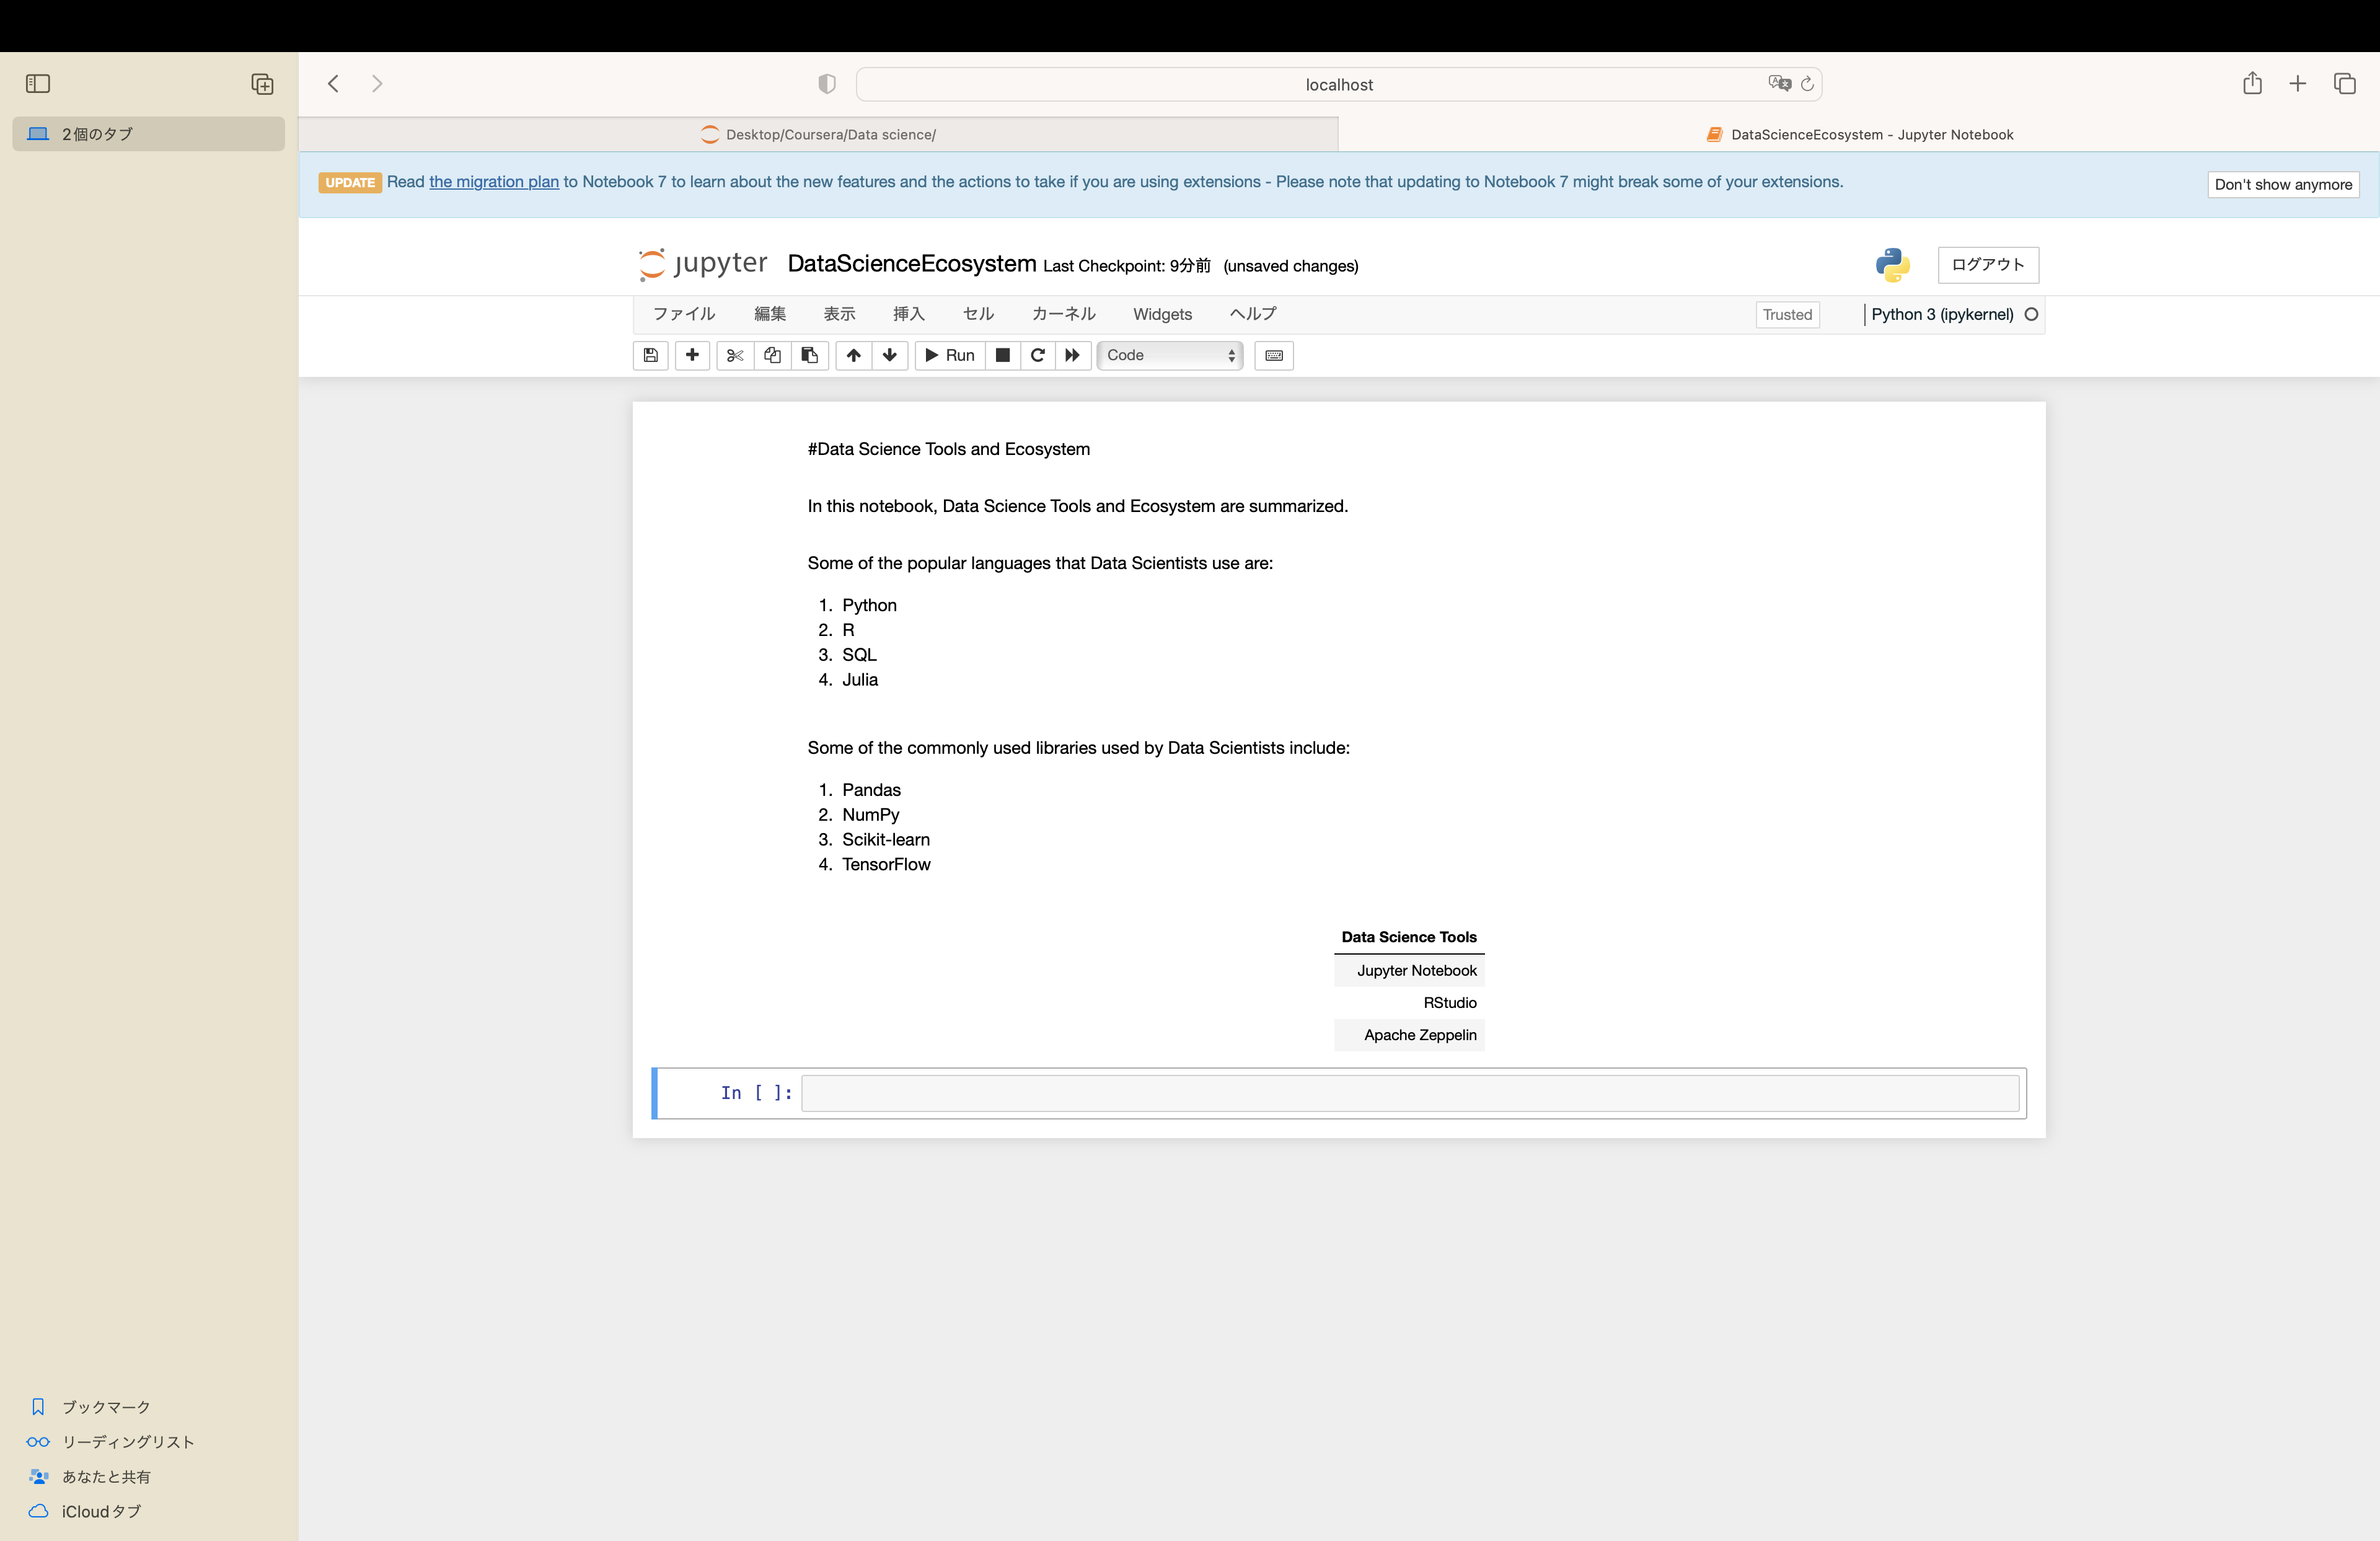 localhost
2個のタブ
Desktop/Coursera/Data science/
DataScienceEcosystem - Jupyter Notebook
UPDATE Read the migration plan to Notebook 7 to learn about the new features and the actions to take if you are using extensions - Please note that updating to Notebook 7 might break some of your extensions.
Don't show anymore
jupyter DataScienceEcosystem Last Checkpoint: 9分前 (unsaved changes)
ログアウト
ファイル 編集 表示 挿入 セル カーネル Widgets ヘルプ
Trusted
Python 3 (ipykernel)
Run
Code
#Data Science Tools and Ecosystem
In this notebook, Data Science Tools and Ecosystem are summarized.
Some of the popular languages that Data Scientists use are:
1. Python
2. R
3. SQL
4. Julia
Some of the commonly used libraries used by Data Scientists include:
1. Pandas
2. NumPy
3. Scikit-learn
4. TensorFlow
Data Science Tools
Jupyter Notebook
RStudio
Apache Zeppelin
In [ ]:
ブックマーク
リーディングリスト
あなたと共有
iCloudタブ